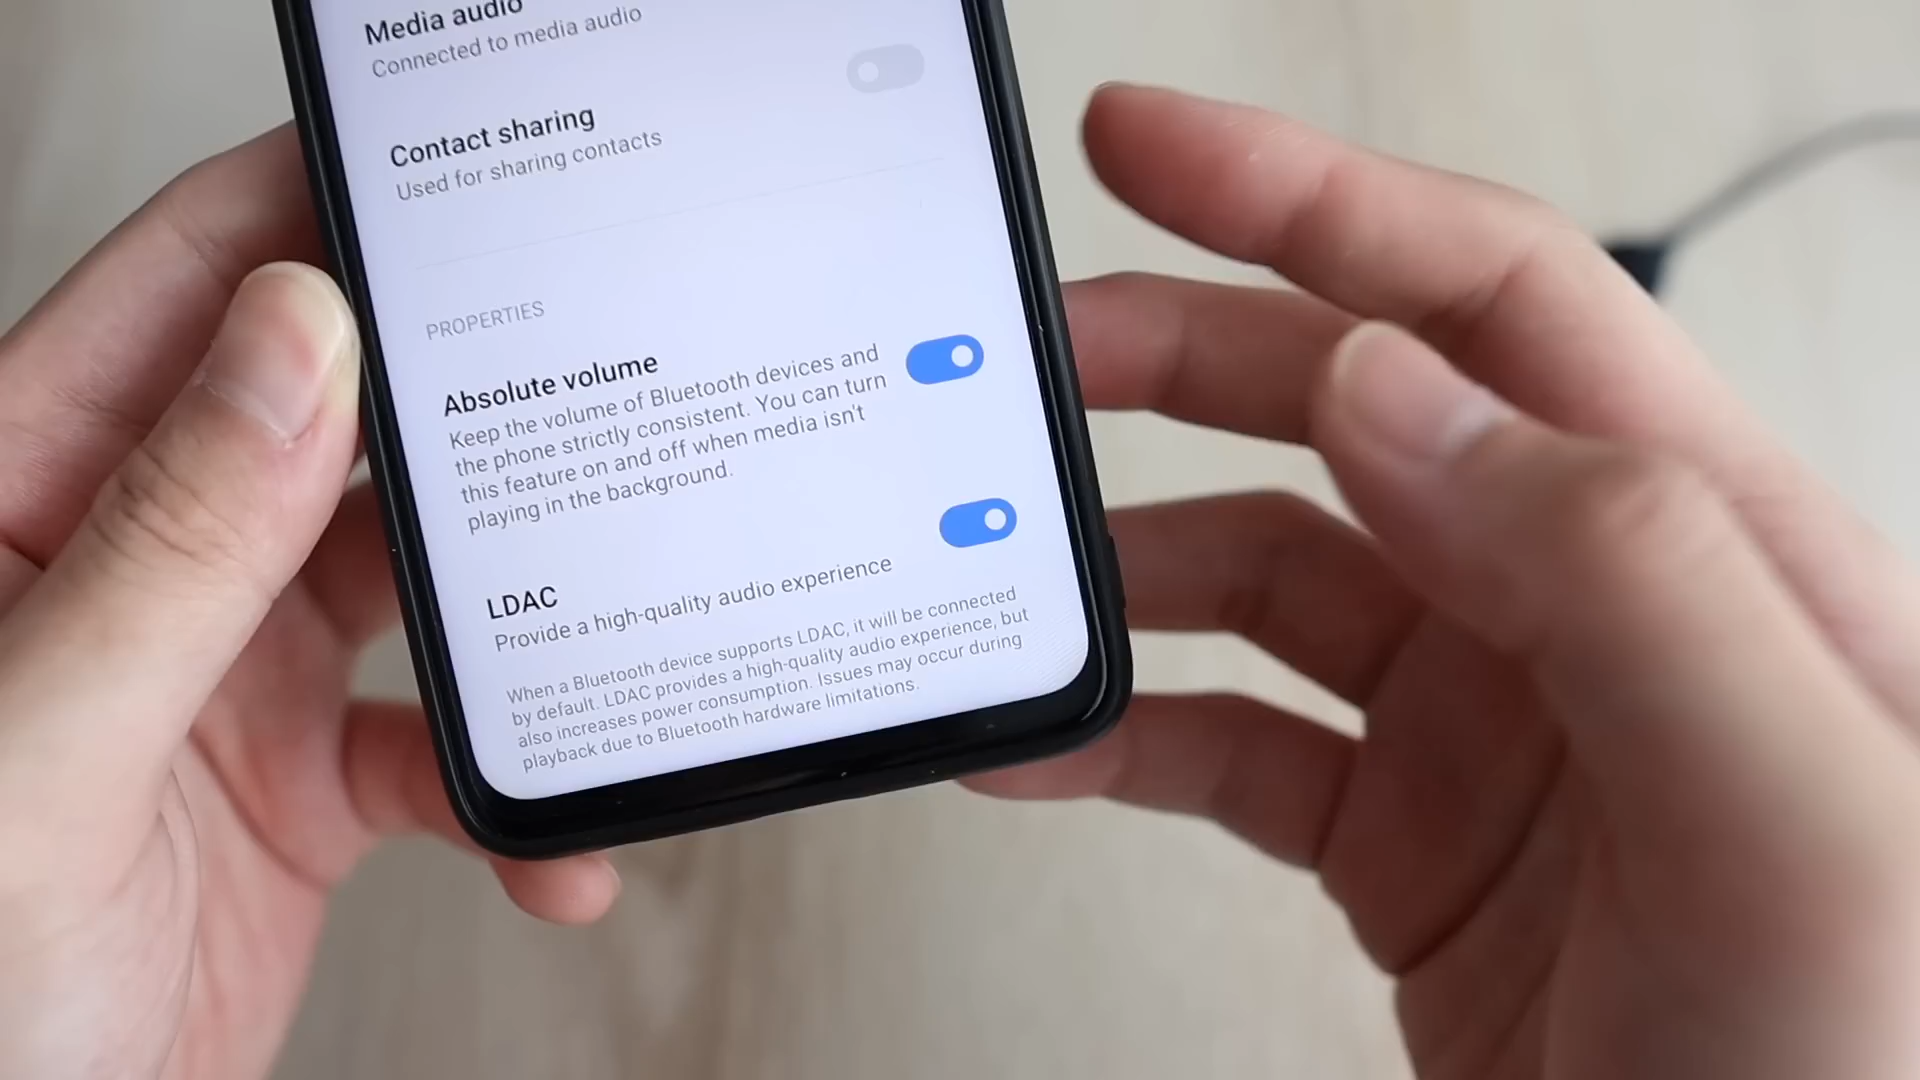 Media audio
Connected to media audio
Contact sharing
Used for sharing contacts
PROPERTIES
Absolute volume
Keep the volume of Bluetooth devices and
the phone strictly consistent. You can turn
this feature on and off when media isn't
playing in the background.
LDAC
Provide a high-quality audio experience
When a Bluetooth device supports LDAC, it will be connected
by default. LDAC provides a high-quality audio experience, but
also increases power consumption. Issues may occur during
playback due to Bluetooth hardware limitations.